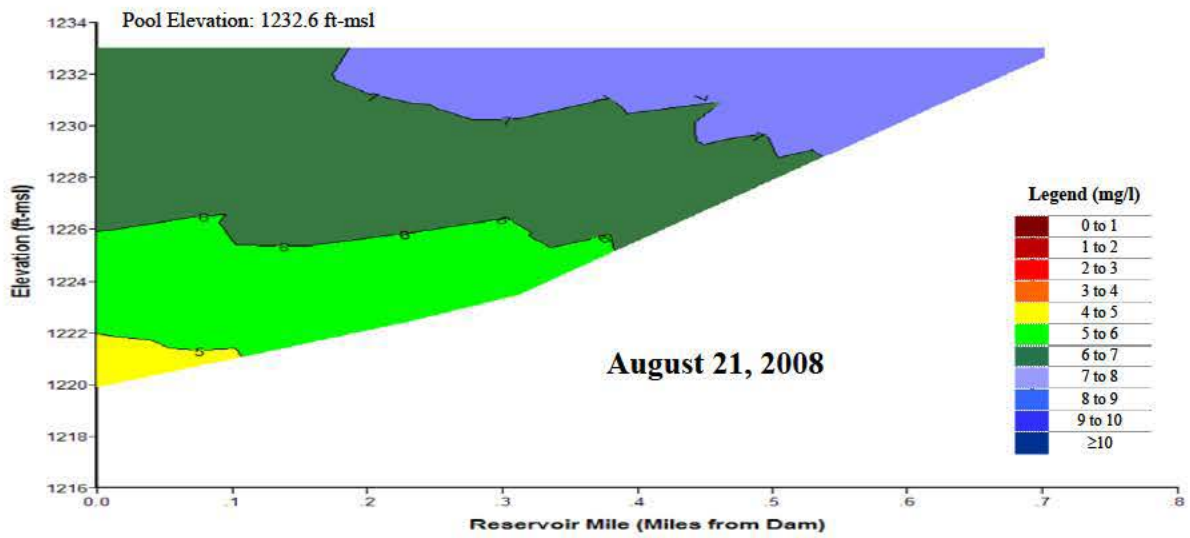 Pool Elevation: 1232.6 ft-msl
1234
1232
1230
1228
1226
1224
1222
1220
1218
1216
Elevation (ft-msl)
7
7
7
7
7
6
6
6
6
6
5
August 21, 2008
Legend (mg/l)
0 to 1
1 to 2
2 to 3
3 to 4
4 to 5
5 to 6
6 to 7
7 to 8
8 to 9
9 to 10
≥10
0.0 .1 .2 .3 .4 .5 .6 .7 .8
Reservoir Mile (Miles from Dam)